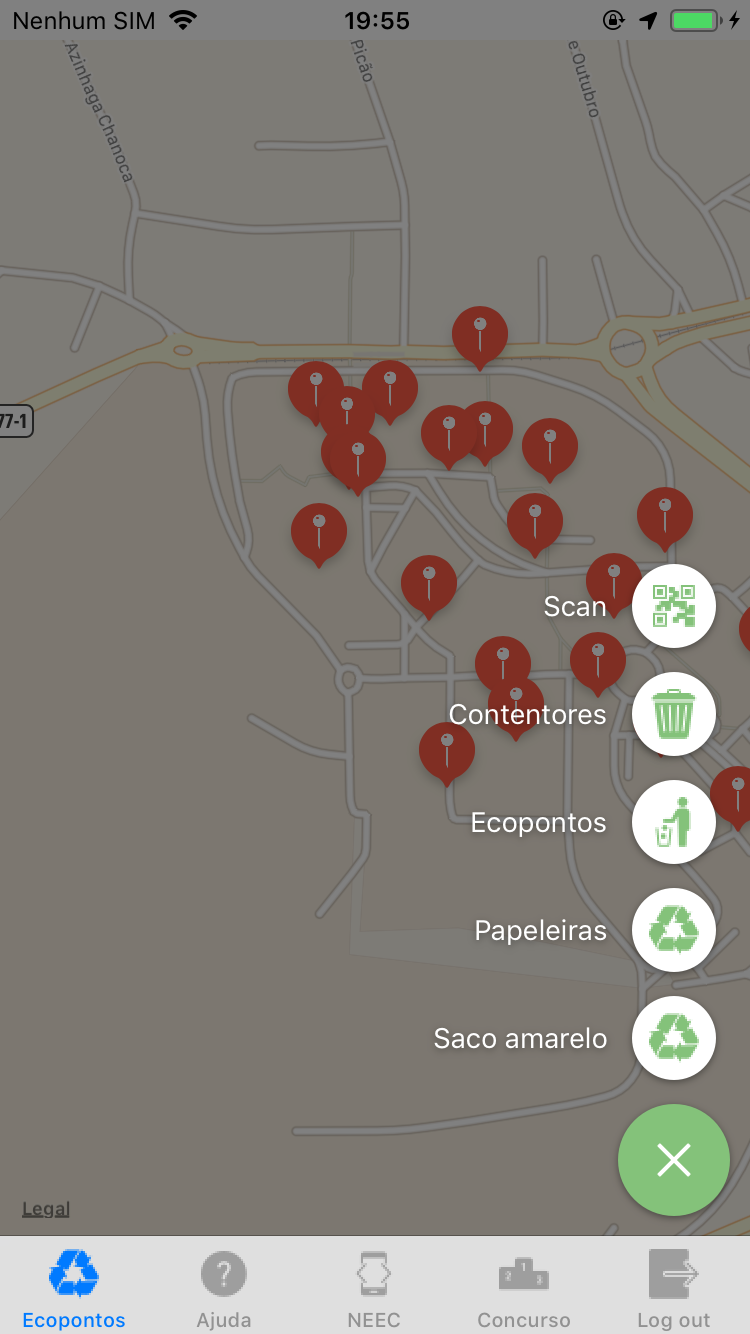 Nenhum SIM 19:55
Azinhaga Chanoca
Picão
e Outubro
77-1
Scan
Contentores
Ecopontos
Papeleiras
Saco amarelo
Legal
Ecopontos Ajuda NEEC Concurso Log out